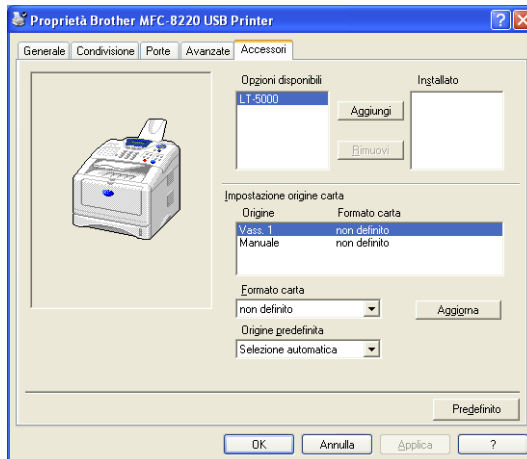 Proprietà Brother MFC-8220 USB Printer
Generale Condivisione Porte Avanzate Accessori
Opzioni disponibili Installato
LT-5000
Aggiungi
Rimuovi
Impostazione origine carta
Origine Formato carta
Vass. 1 non definito
Manuale non definito
Formato carta
non definito Aggiorna
Origine predefinita
Selezione automatica
Predefinito
OK Annulla Applica ?